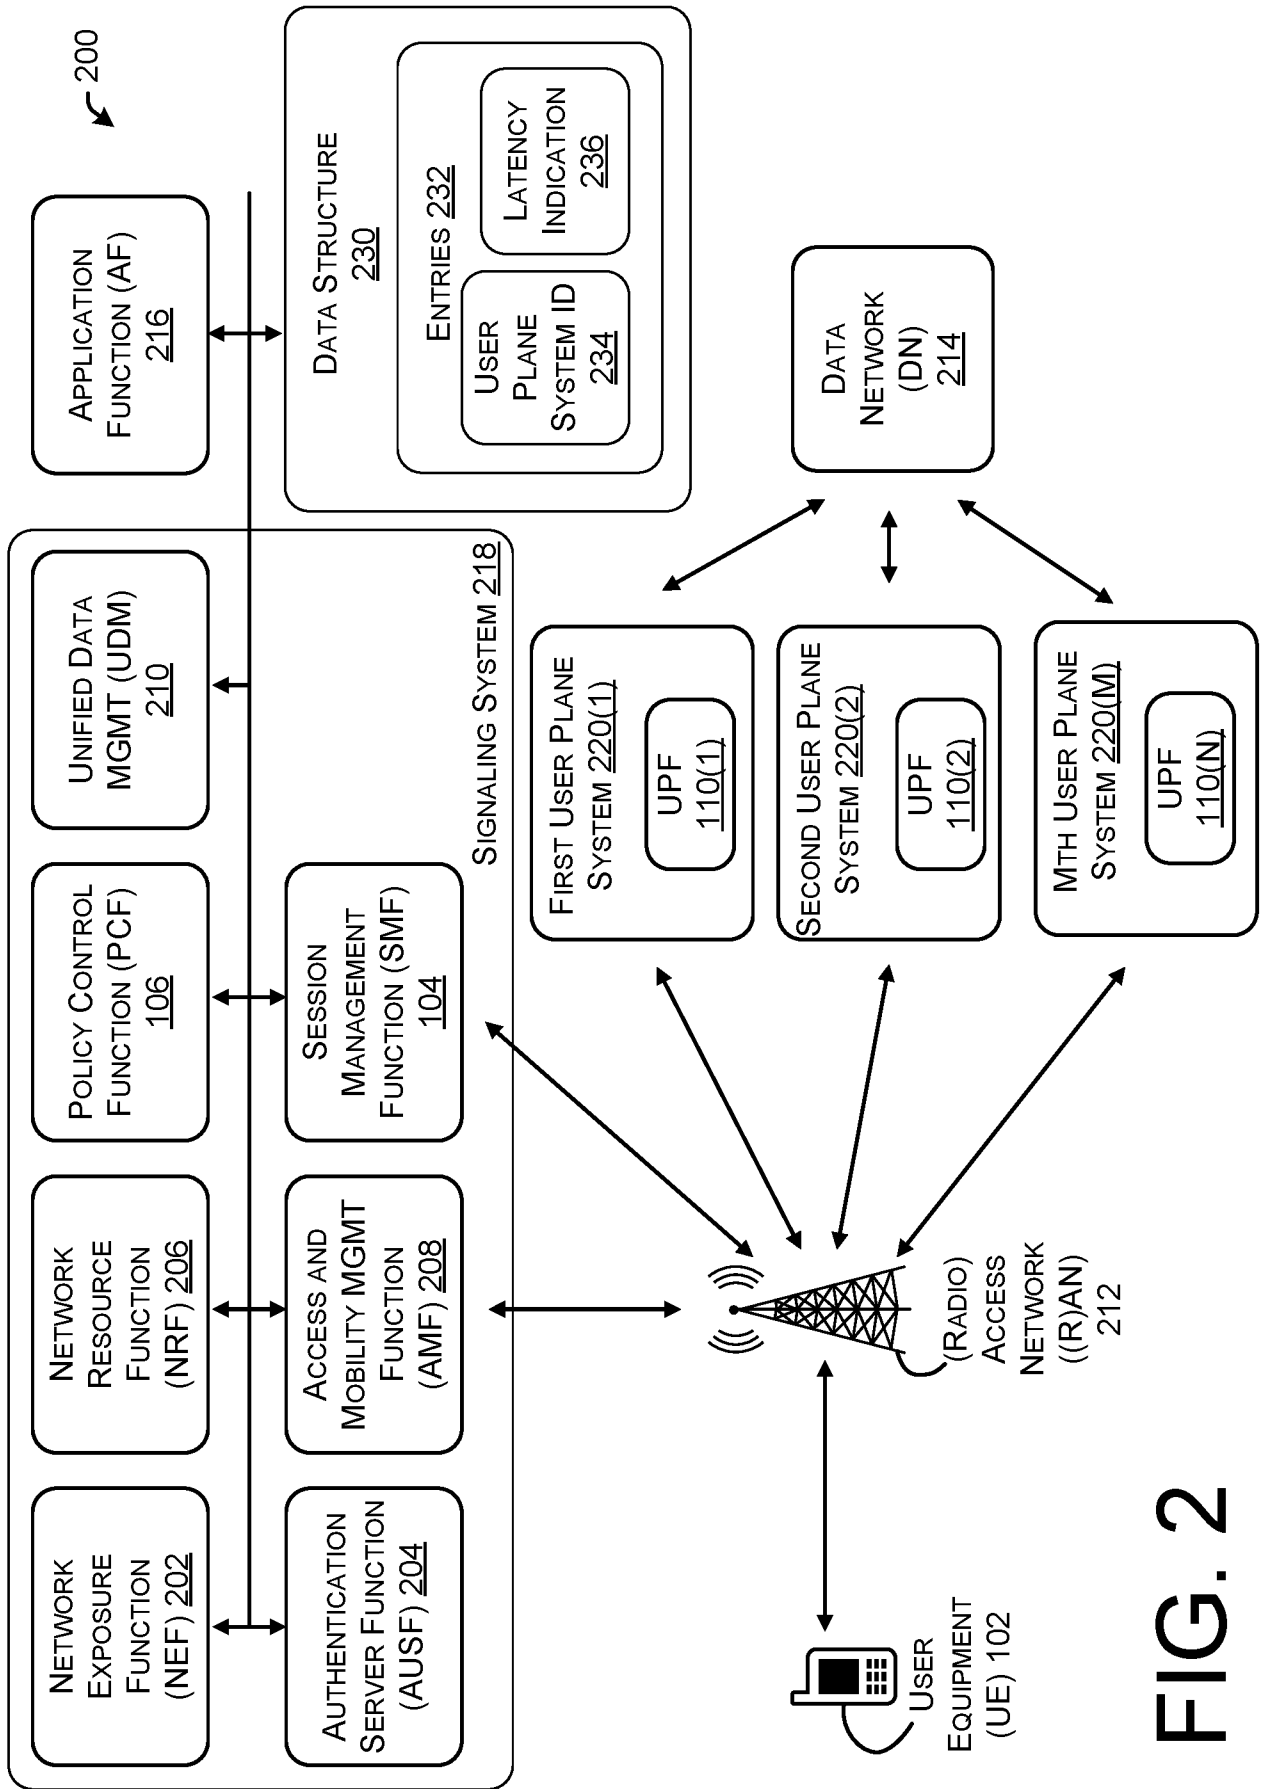 200
NETWORK
EXPOSURE
FUNCTION
(NEF) 202
NETWORK
RESOURCE
FUNCTION
(NRF) 206
POLICY CONTROL
FUNCTION (PCF)
106
UNIFIED DATA
MGMT (UDM)
210
APPLICATION
FUNCTION (AF)
216
AUTHENTICATION
SERVER FUNCTION
(AUSF) 204
ACCESS AND
MOBILITY MGMT
FUNCTION
(AMF) 208
SESSION
MANAGEMENT
FUNCTION (SMF)
104
SIGNALING SYSTEM 218
DATA STRUCTURE
230
ENTRIES 232
USER
PLANE
SYSTEM ID
234
LATENCY
INDICATION
236
FIRST USER PLANE
SYSTEM 220(1)
UPF
110(1)
SECOND USER PLANE
SYSTEM 220(2)
UPF
110(2)
MTH USER PLANE
SYSTEM 220(M)
UPF
110(N)
DATA
NETWORK
(DN)
214
USER
EQUIPMENT
(UE) 102
(RADIO)
ACCESS
NETWORK
((R)AN)
212
FIG. 2